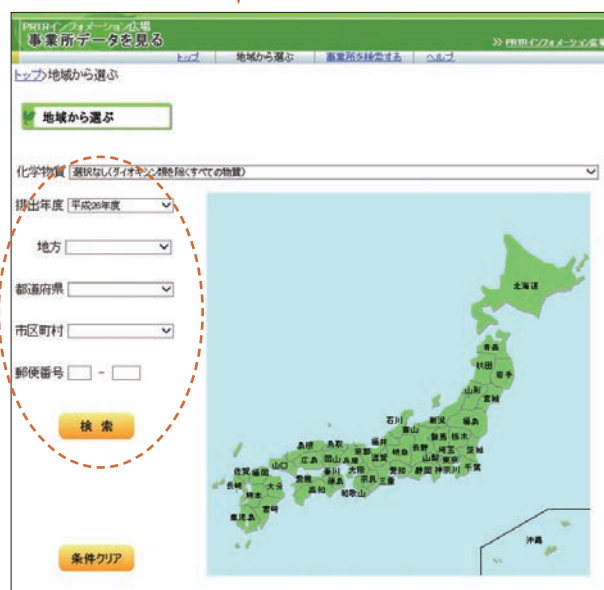 PRTRインフォメーション広場
事業所データを見る
>> PRTRインフォメーション広場
トップ 地域から選ぶ 事業所を検索する ヘルプ
トップ>地域から選ぶ
地域から選ぶ
化学物質 選択なし(ダイオキシン類を除くすべての物質)
排出年度 平成26年度
地方
都道府県
市区町村
郵便番号 -
検索
条件クリア
北海道
青森
秋田
岩手
山形
宮城
石川 新潟 福島
富山 群馬 栃木
島根 鳥取 京都 福井 岐阜 長野 埼玉 茨城
山口 広島 岡山 兵庫 滋賀 山梨 東京
佐賀 福岡 香川 大阪 愛知 静岡 神奈川 千葉
長崎 大分 愛媛 徳島 奈良 三重
熊本 高知 和歌山
宮崎
鹿児島
沖縄